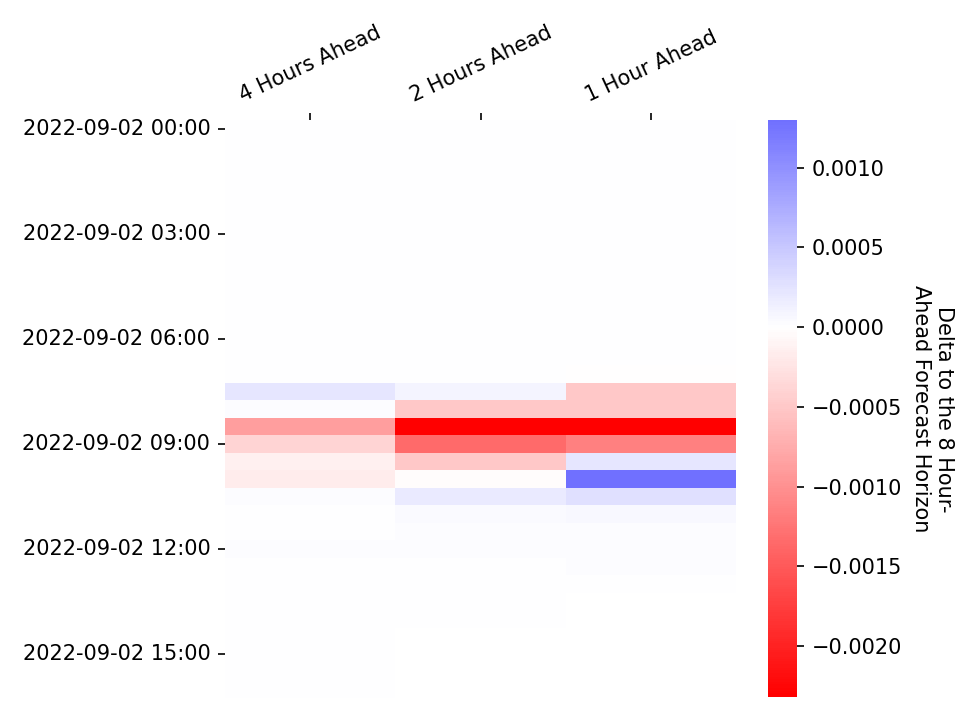 4 Hours Ahead
2 Hours Ahead
1 Hour Ahead
2022-09-02 00:00
2022-09-02 03:00
2022-09-02 06:00
2022-09-02 09:00
2022-09-02 12:00
2022-09-02 15:00
0.0010
0.0005
0.0000
−0.0005
−0.0010
−0.0015
−0.0020
Delta to the 8 Hour-
Ahead Forecast Horizon